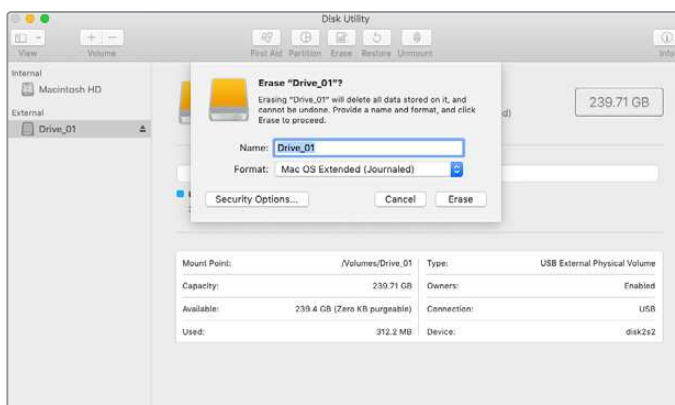 Disk Utility
View
Volume
First Aid Partition Erase Restore Unmount
Info
Internal
Macintosh HD
External
Drive_01
Erase “Drive_01”?
Erasing “Drive_01” will delete all data stored on it, and
cannot be undone. Provide a name and format, and click
Erase to proceed.
d)
239.71 GB
Name: Drive_01
Format: Mac OS Extended (Journaled)
Security Options... Cancel Erase
Mount Point: /Volumes/Drive_01 Type: USB External Physical Volume
Capacity: 239.71 GB Owners: Enabled
Available: 239.4 GB (Zero KB purgeable) Connection: USB
Used: 312.2 MB Device: disk2s2